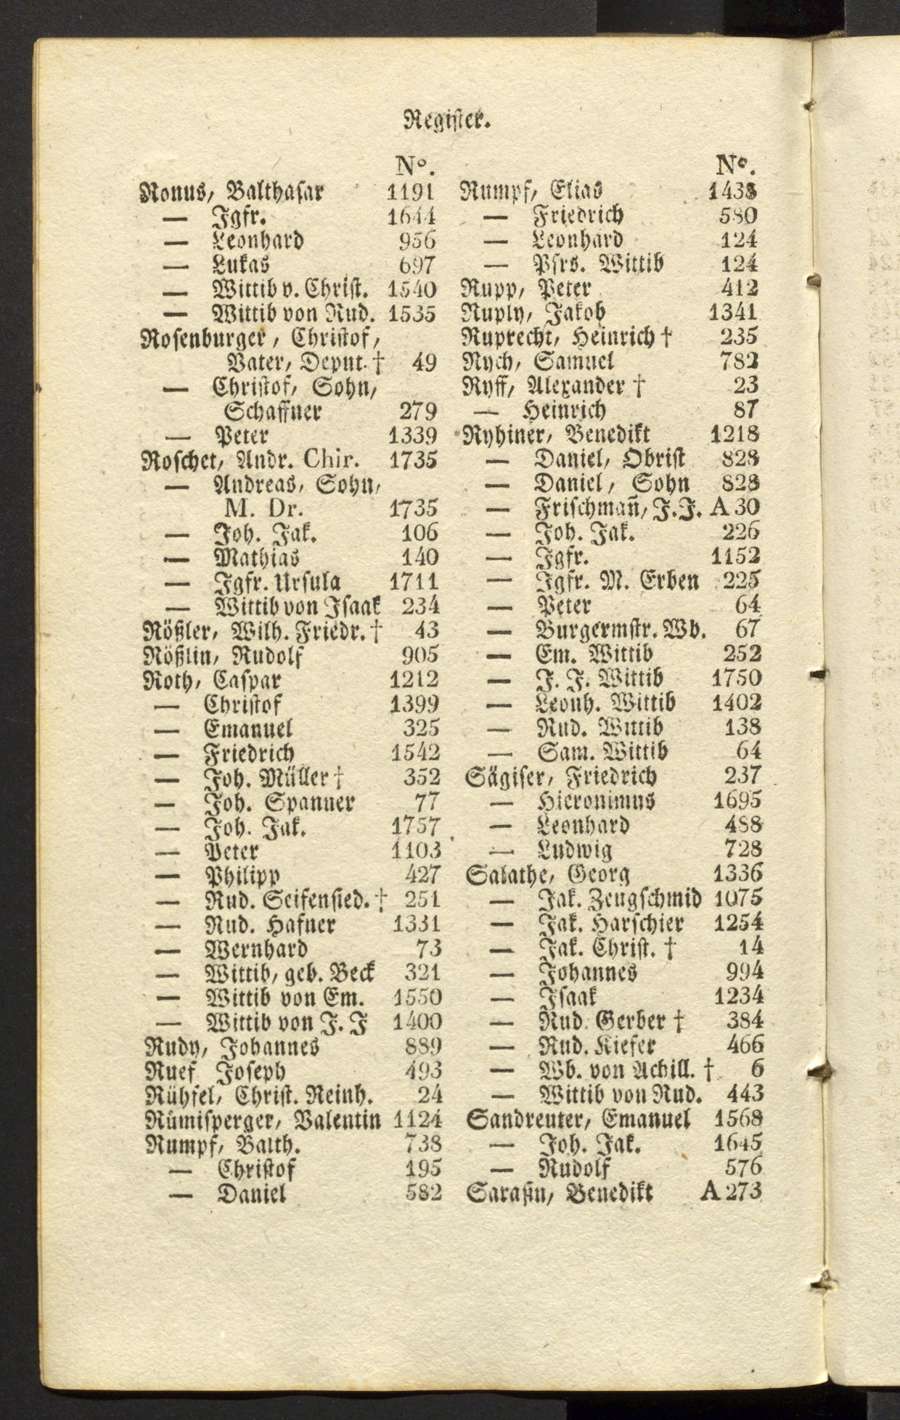 Register.
Nº.
Ronus, Balthasar 1191
— Jgfr. 1644
— Leonhard 956
— Lukas 697
— Wittib v. Christ. 1540
— Wittib von Rud. 1535
Rosenburger, Christof,
Vater, Deput. † 49
— Christof, Sohn,
Schaffner 279
— Peter 1339
Roschet, Andr. Chir. 1735
— Andreas, Sohn,
M. Dr. 1735
— Joh. Jak. 106
— Mathias 140
— Jgfr. Ursula 1711
— Wittib von Isaak 234
Rößler, Wilh. Friedr. † 43
Rößlin, Rudolf 905
Roth, Caspar 1212
— Christof 1399
— Emanuel 325
— Friedrich 1542
— Joh. Müller † 352
— Joh. Spanner 77
— Joh. Jak. 1757
— Peter 1103
— Philipp 427
— Rud. Seifensied. † 251
— Rud. Hafner 1331
— Wernhard 73
— Wittib, geb. Beck 321
— Wittib von Em. 1550
— Wittib von J. J 1400
Rudy, Johannes 889
Ruef Joseph 493
Rühfel, Christ. Reinh. 24
Rümisperger, Valentin 1124
Rumpf, Balth. 738
— Christof 195
— Daniel 582
Nº.
Rumpf, Elias 1433
— Friedrich 580
— Leonhard 124
— Pfrs. Wittib 124
Rupp, Peter 412
Ruply, Jakob 1341
Ruprecht, Heinrich † 235
Rych, Samuel 782
Ryff, Alexander † 23
— Heinrich 87
Ryhiner, Benedikt 1218
— Daniel, Obrist 828
— Daniel, Sohn 828
— Frischmañ, J. J. A 30
— Joh. Jak. 226
— Jgfr. 1152
— Jgfr. M. Erben 225
— Peter 64
— Burgermstr. Wb. 67
— Em. Wittib 252
— J. J. Wittib 1750
— Leonh. Wittib 1402
— Rud. Wittib 138
— Sam. Wittib 64
Sägiser, Friedrich 237
— Hieronimus 1695
— Leonhard 488
— Ludwig 728
Salathe, Georg 1336
— Jak. Zeugschmid 1075
— Jak. Harschier 1254
— Jak. Christ. † 14
— Johannes 994
— Isaak 1234
— Rud. Gerber † 384
— Rud. Kiefer 466
— Wb. von Achill. † 6
— Wittib von Rud. 443
Sandreuter, Emanuel 1568
— Joh. Jak. 1645
— Rudolf 576
Sarasin, Benedikt A 273